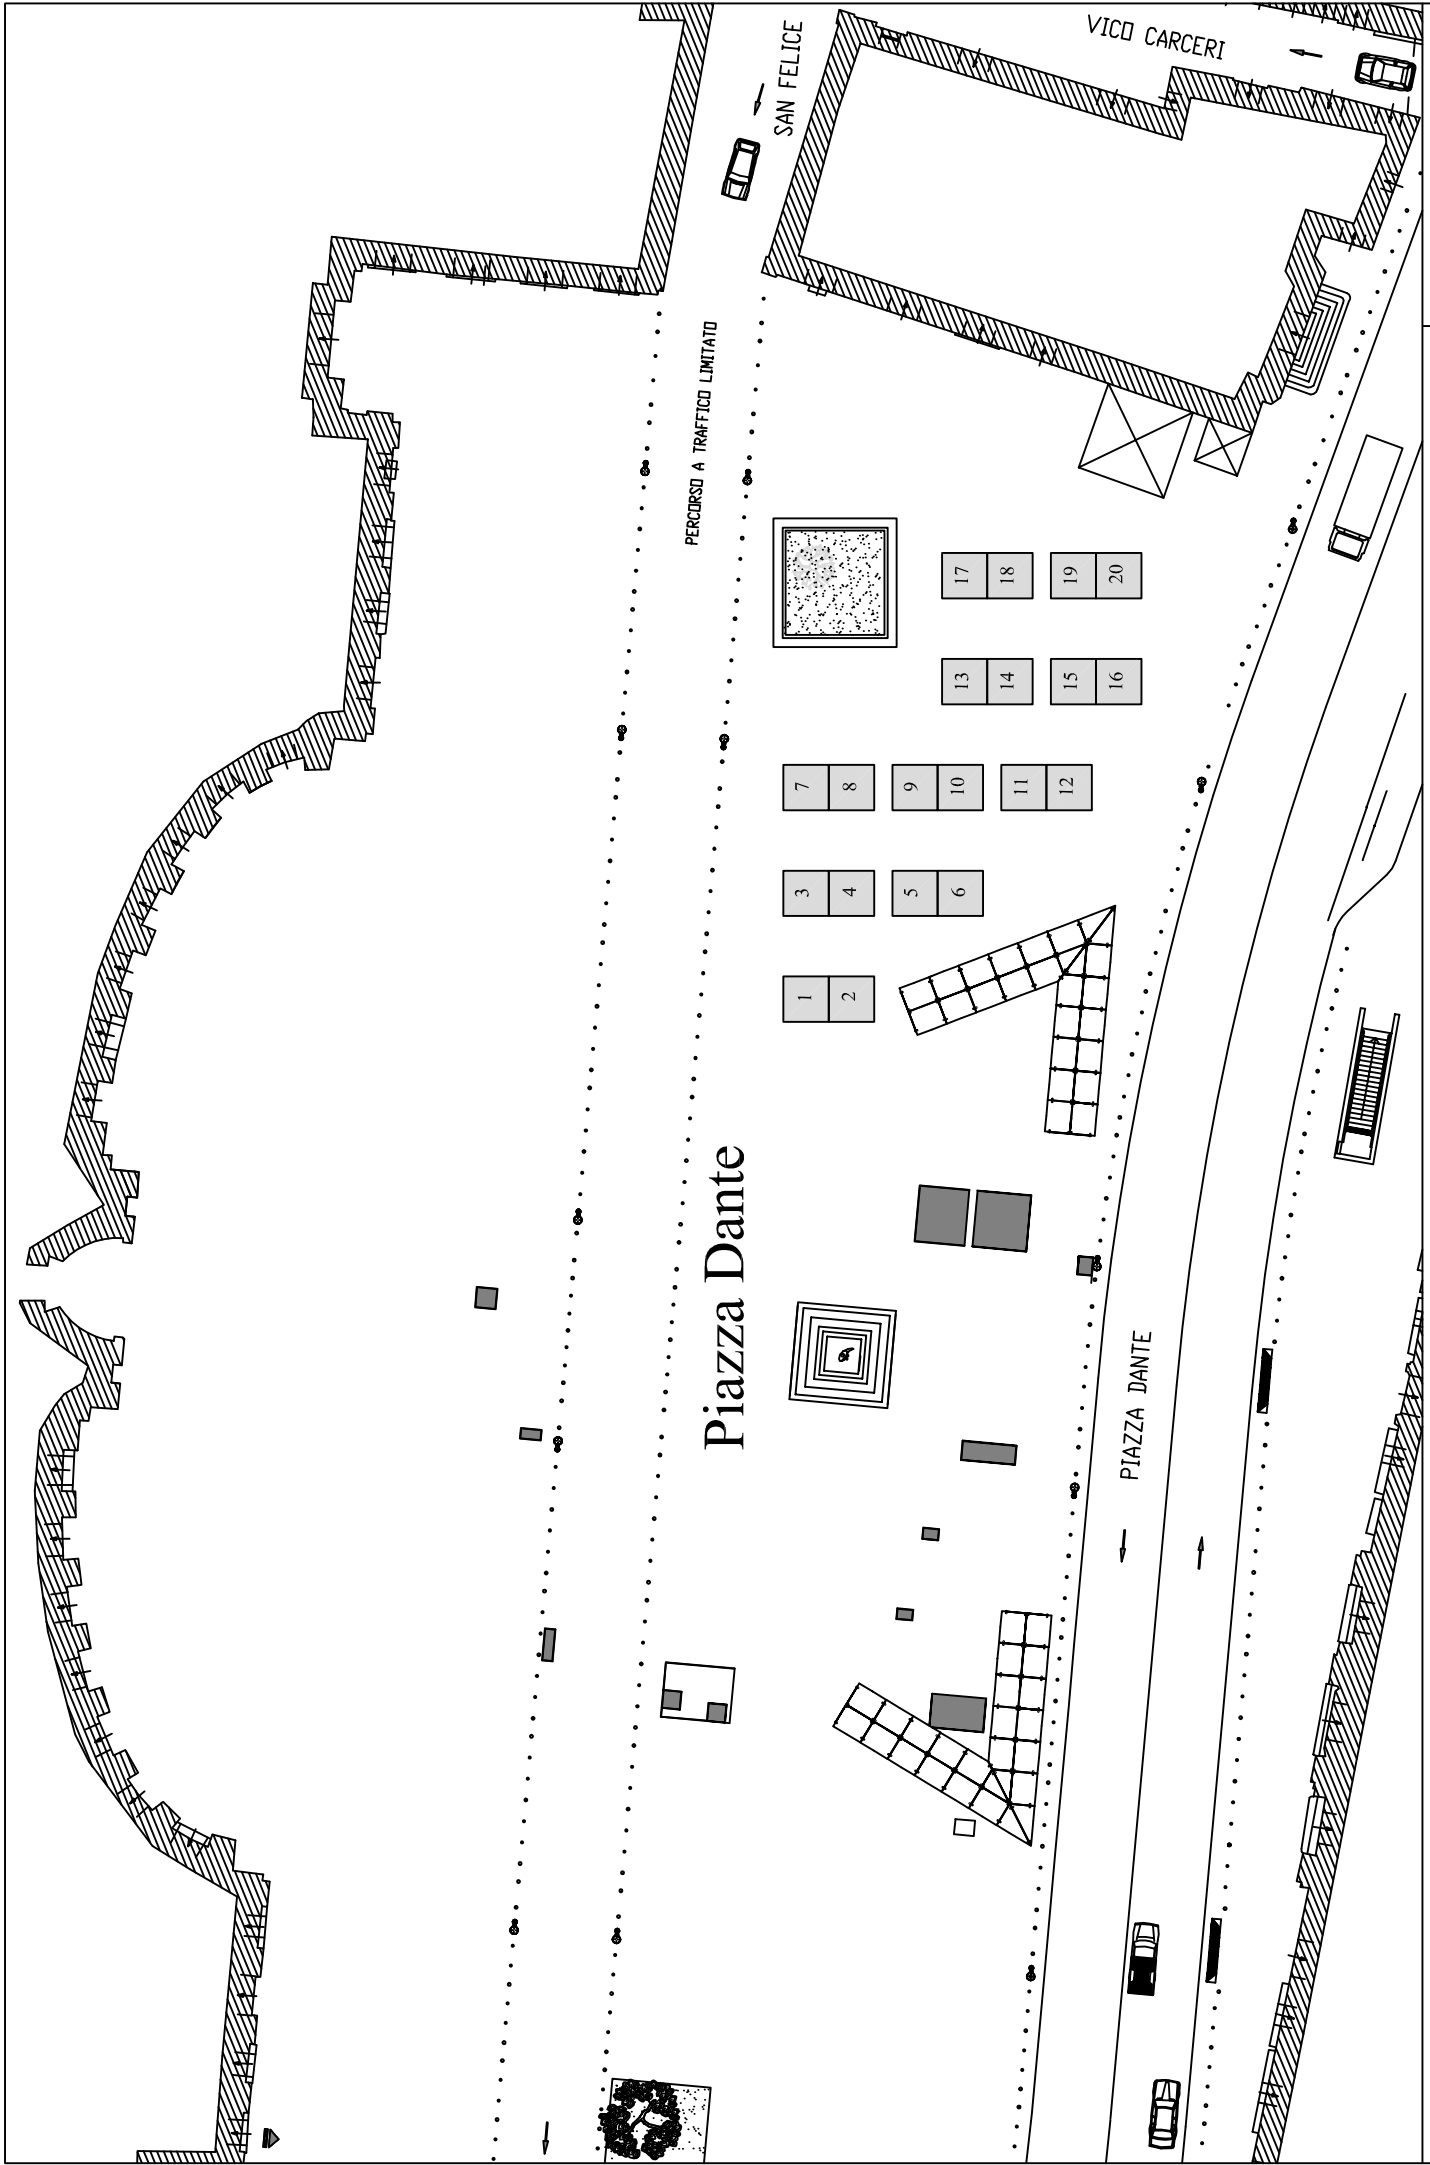 VICO CARCERI
SAN FELICE
PERCORSO A TRAFFICO LIMITATO
17 18 19 20
13 14 15 16
7 8 9 10 11 12
3 4 5 6
1 2
Piazza Dante
PIAZZA DANTE